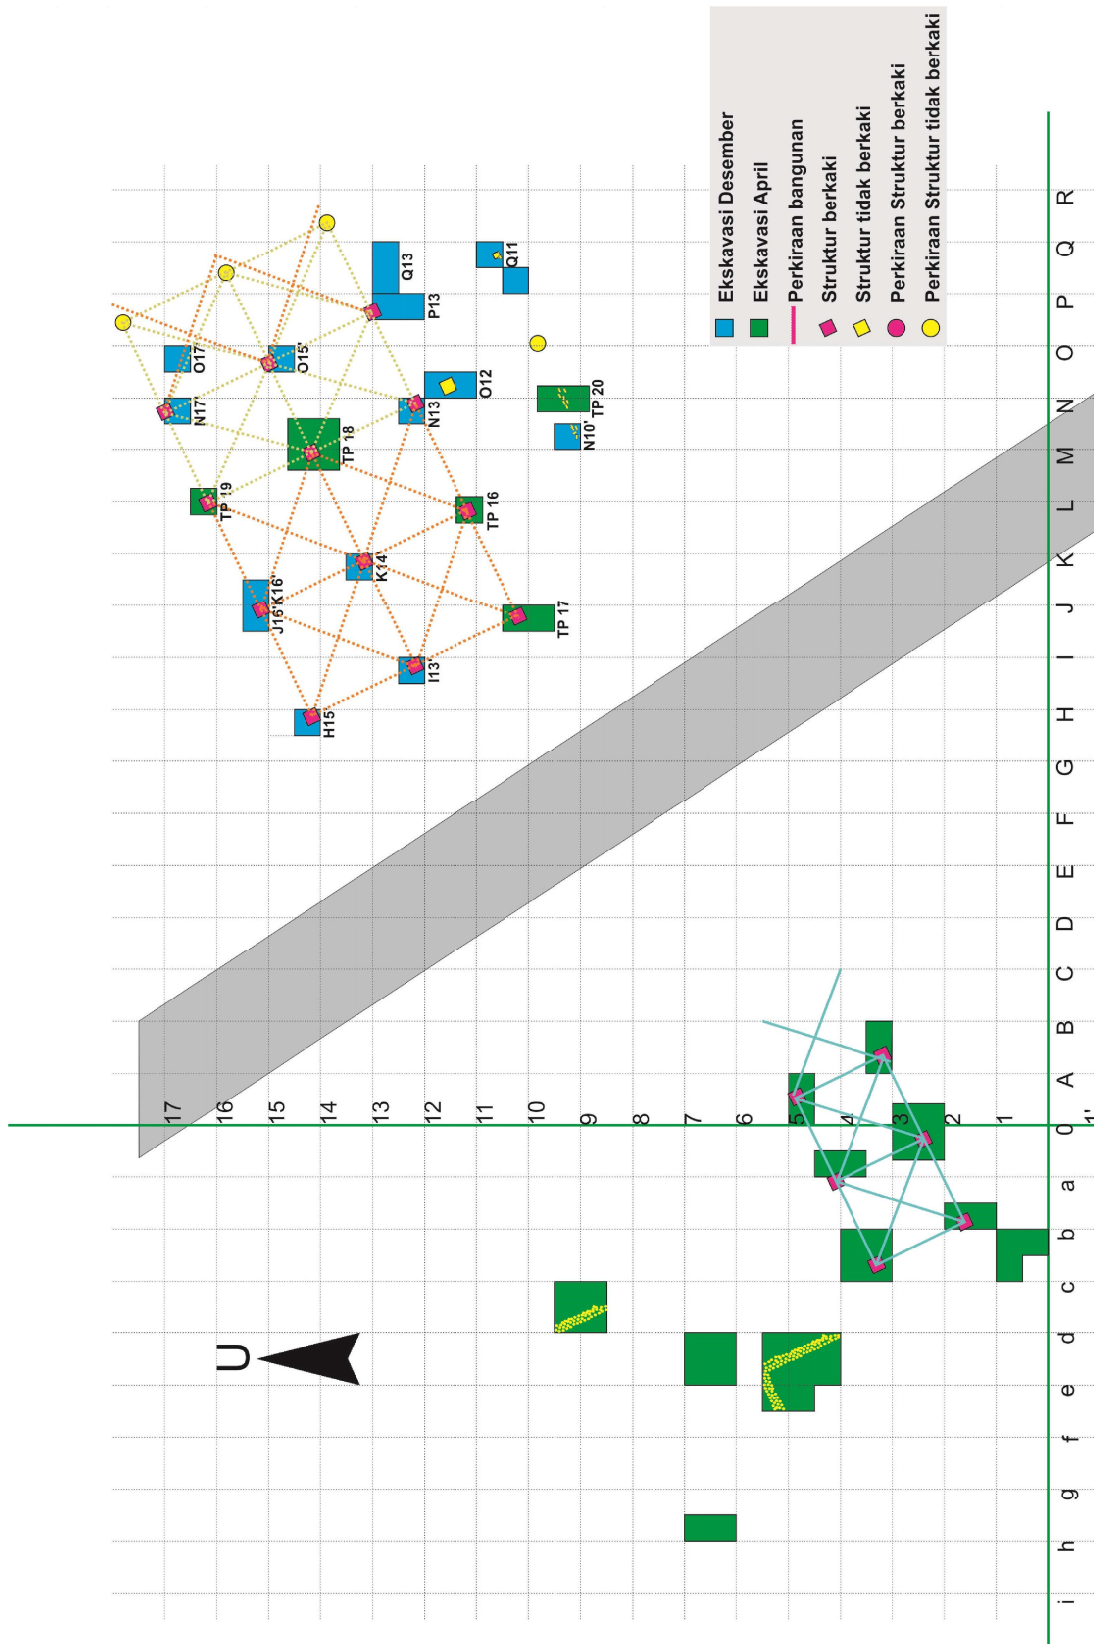 U
17
16
15
14
13
12
11
10
9
8
7
6
5
4
3
2
1
0
1'
i
h
g
f
e
d
c
b
a
A
B
C
D
E
F
G
H
I
J
K
L
M
N
O
P
Q
R
H15'
I13'
J16'K16'
K14'
TP 17
TP 16
TP 19
TP 18
N17'
N13
O17'
O15'
O12
N10'
TP 20
P13
Q13
Q11
Ekskavasi Desember
Ekskavasi April
Perkiraan bangunan
Struktur berkaki
Struktur tidak berkaki
Perkiraan Struktur berkaki
Perkiraan Struktur tidak berkaki